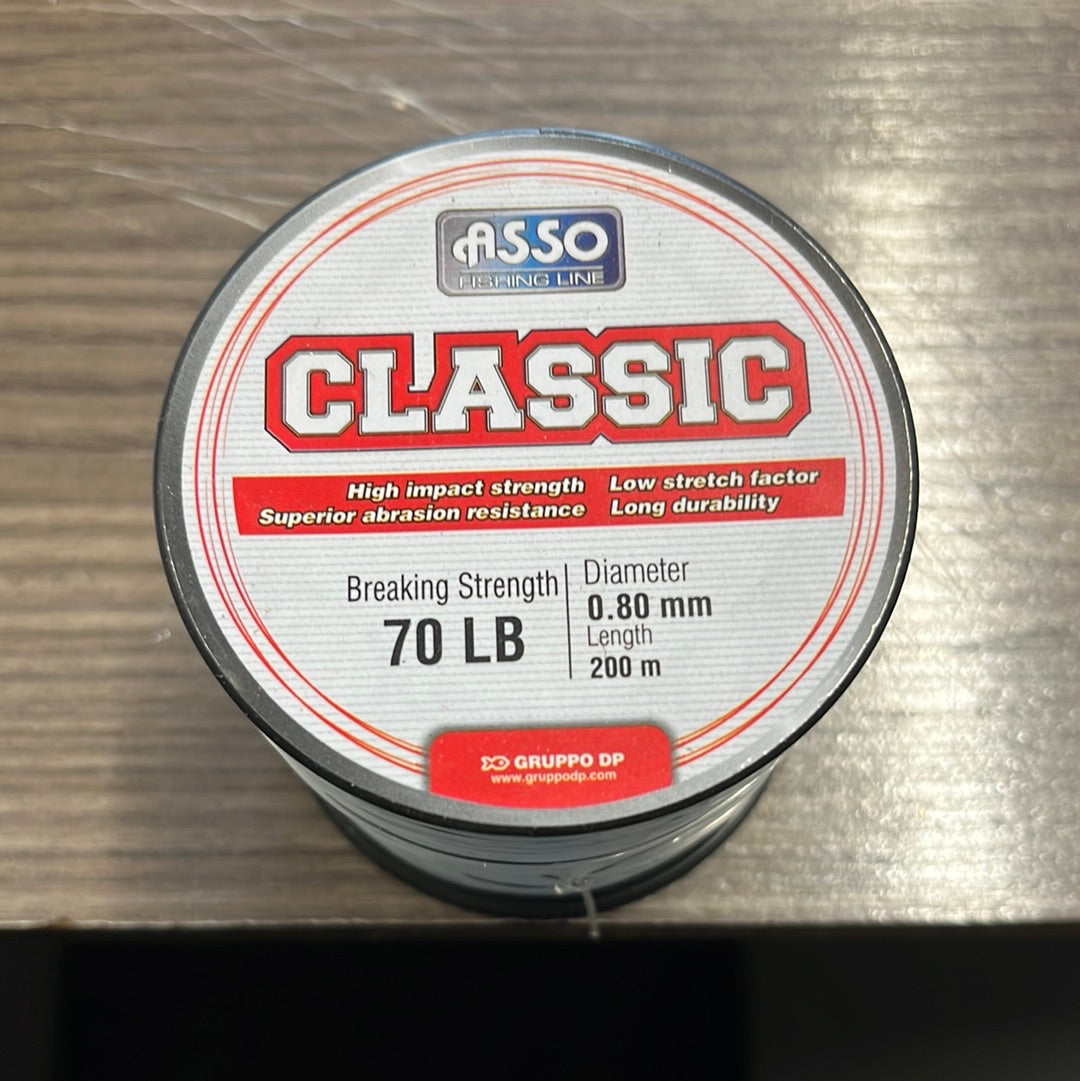 ASSO
FISHING LINE
CLASSIC
High impact strength Low stretch factor
Superior abrasion resistance Long durability
Breaking Strength
70 LB
Diameter
0.80 mm
Length
200 m
GRUPPO DP
www.gruppodp.com